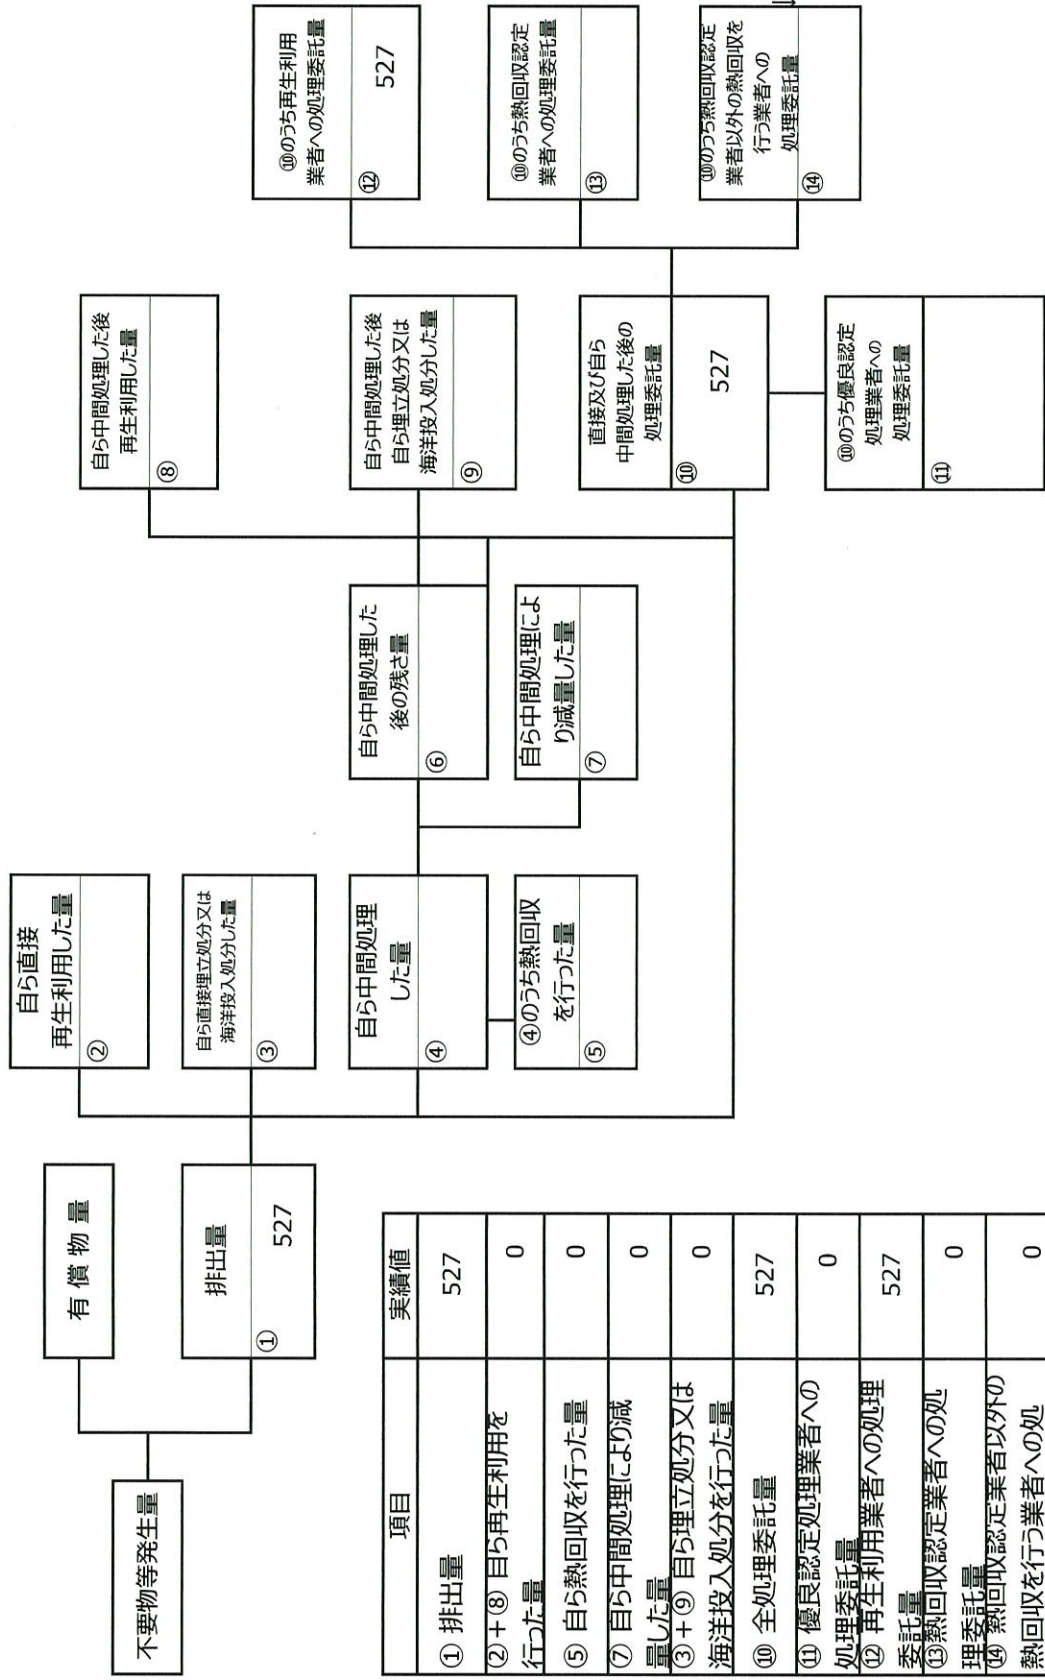 不要物等発生量
有 償 物 量
排出量
①
527
自ら直接
再生利用した量
②
自ら直接埋立処分又は
海洋投入処分した量
③
自ら中間処理
した量
④
④のうち熱回収
を行った量
⑤
自ら中間処理した
後の残さ量
⑥
自ら中間処理によ
り減量した量
⑦
自ら中間処理した後
再生利用した量
⑧
自ら中間処理した後
自ら埋立処分又は
海洋投入処分した量
⑨
直接及び自ら
中間処理した後の
処理委託量
⑩
527
⑩のうち優良認定
処理業者への
処理委託量
⑪
⑩のうち再生利用
業者への処理委託量
⑫
527
⑩のうち熱回収認定
業者への処理委託量
⑬
⑩のうち熱回収認定
業者以外の熱回収を
行う業者への
処理委託量
⑭
項目 実績値
① 排出量 527
②+⑧ 自ら再生利用を
行った量 0
⑤ 自ら熱回収を行った量 0
⑦ 自ら中間処理により減
量した量 0
③+⑨ 自ら埋立処分又は
海洋投入処分を行った量 0
⑩ 全処理委託量 527
⑪ 優良認定処理業者への
処理委託量 0
⑫ 再生利用業者への処理
委託量 527
⑬熱回収認定業者への処
理委託量 0
⑭ 熱回収認定業者以外の
熱回収を行う業者への処 0